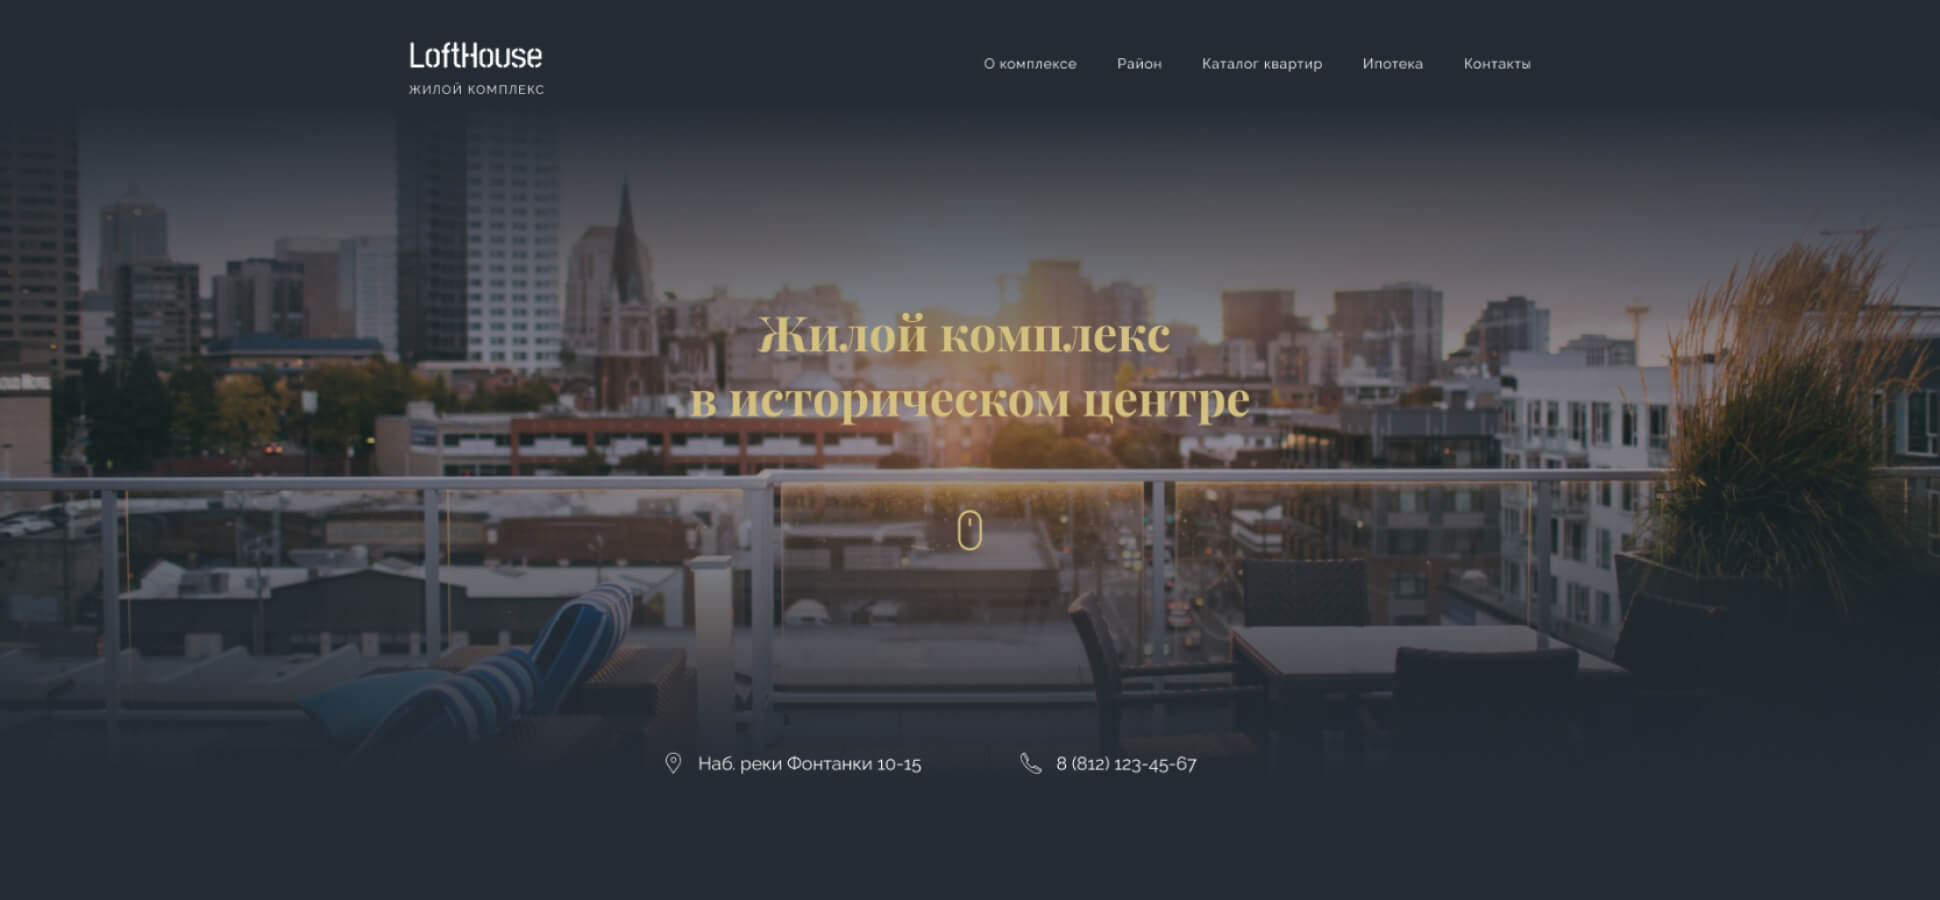 LoftHouse
ЖИЛОЙ КОМПЛЕКС
О комплексе Район Каталог квартир Ипотека Контакты
Жилой комплекс
в историческом центре
Наб. реки Фонтанки 10-15
8 (812) 123-45-67